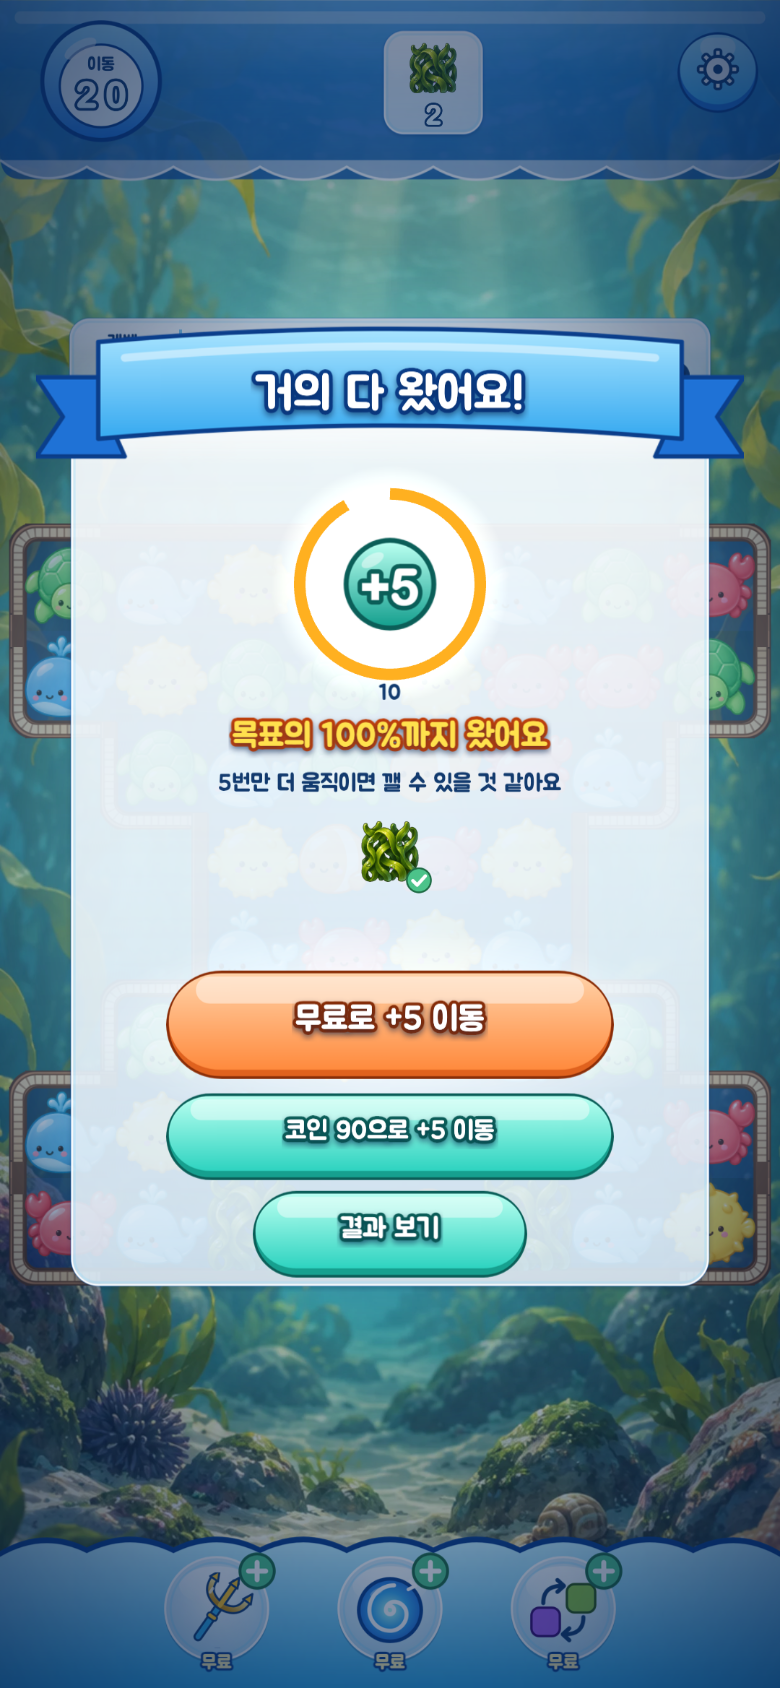 이동
20
2
거의 다 왔어요!
+5
10
목표의 100%까지 왔어요
5번만 더 움직이면 깰 수 있을 것 같아요
무료로 +5 이동
코인 90으로 +5 이동
결과 보기
무료
무료
무료